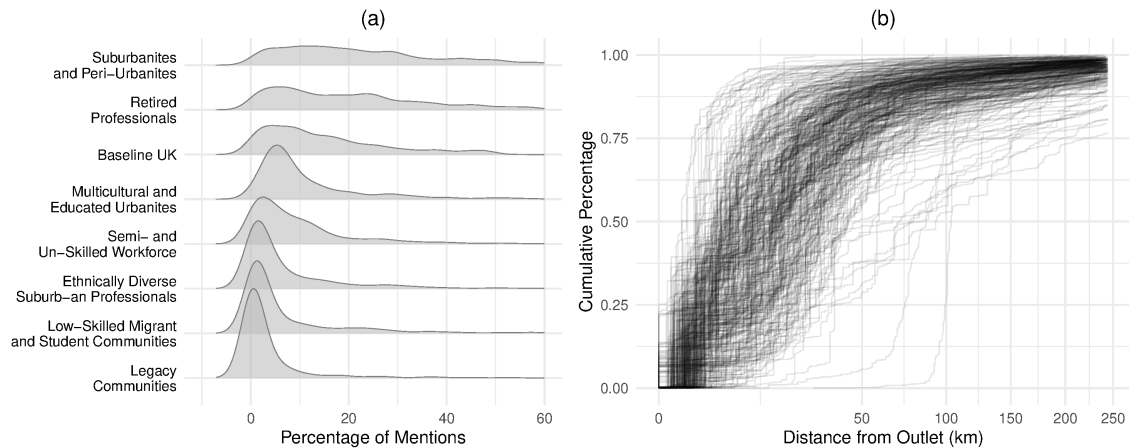 (a)
Suburbanites
and Peri−Urbanites
Retired
Professionals
Baseline UK
Multicultural and
Educated Urbanites
Semi− and
Un−Skilled Workforce
Ethnically Diverse
Suburb−an Professionals
Low−Skilled Migrant
and Student Communities
Legacy
Communities
0 20 40 60
Percentage of Mentions
(b)
Cumulative Percentage
1.00
0.75
0.50
0.25
0.00
0 50 100 150 200 250
Distance from Outlet (km)